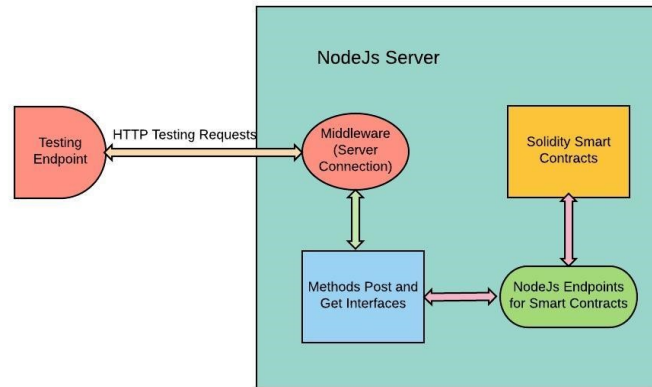 NodeJs Server
HTTP Testing Requests
Testing
Endpoint
Middleware
(Server
Connection)
Solidity Smart
Contracts
Methods Post and
Get Interfaces
NodeJs Endpoints
for Smart Contracts